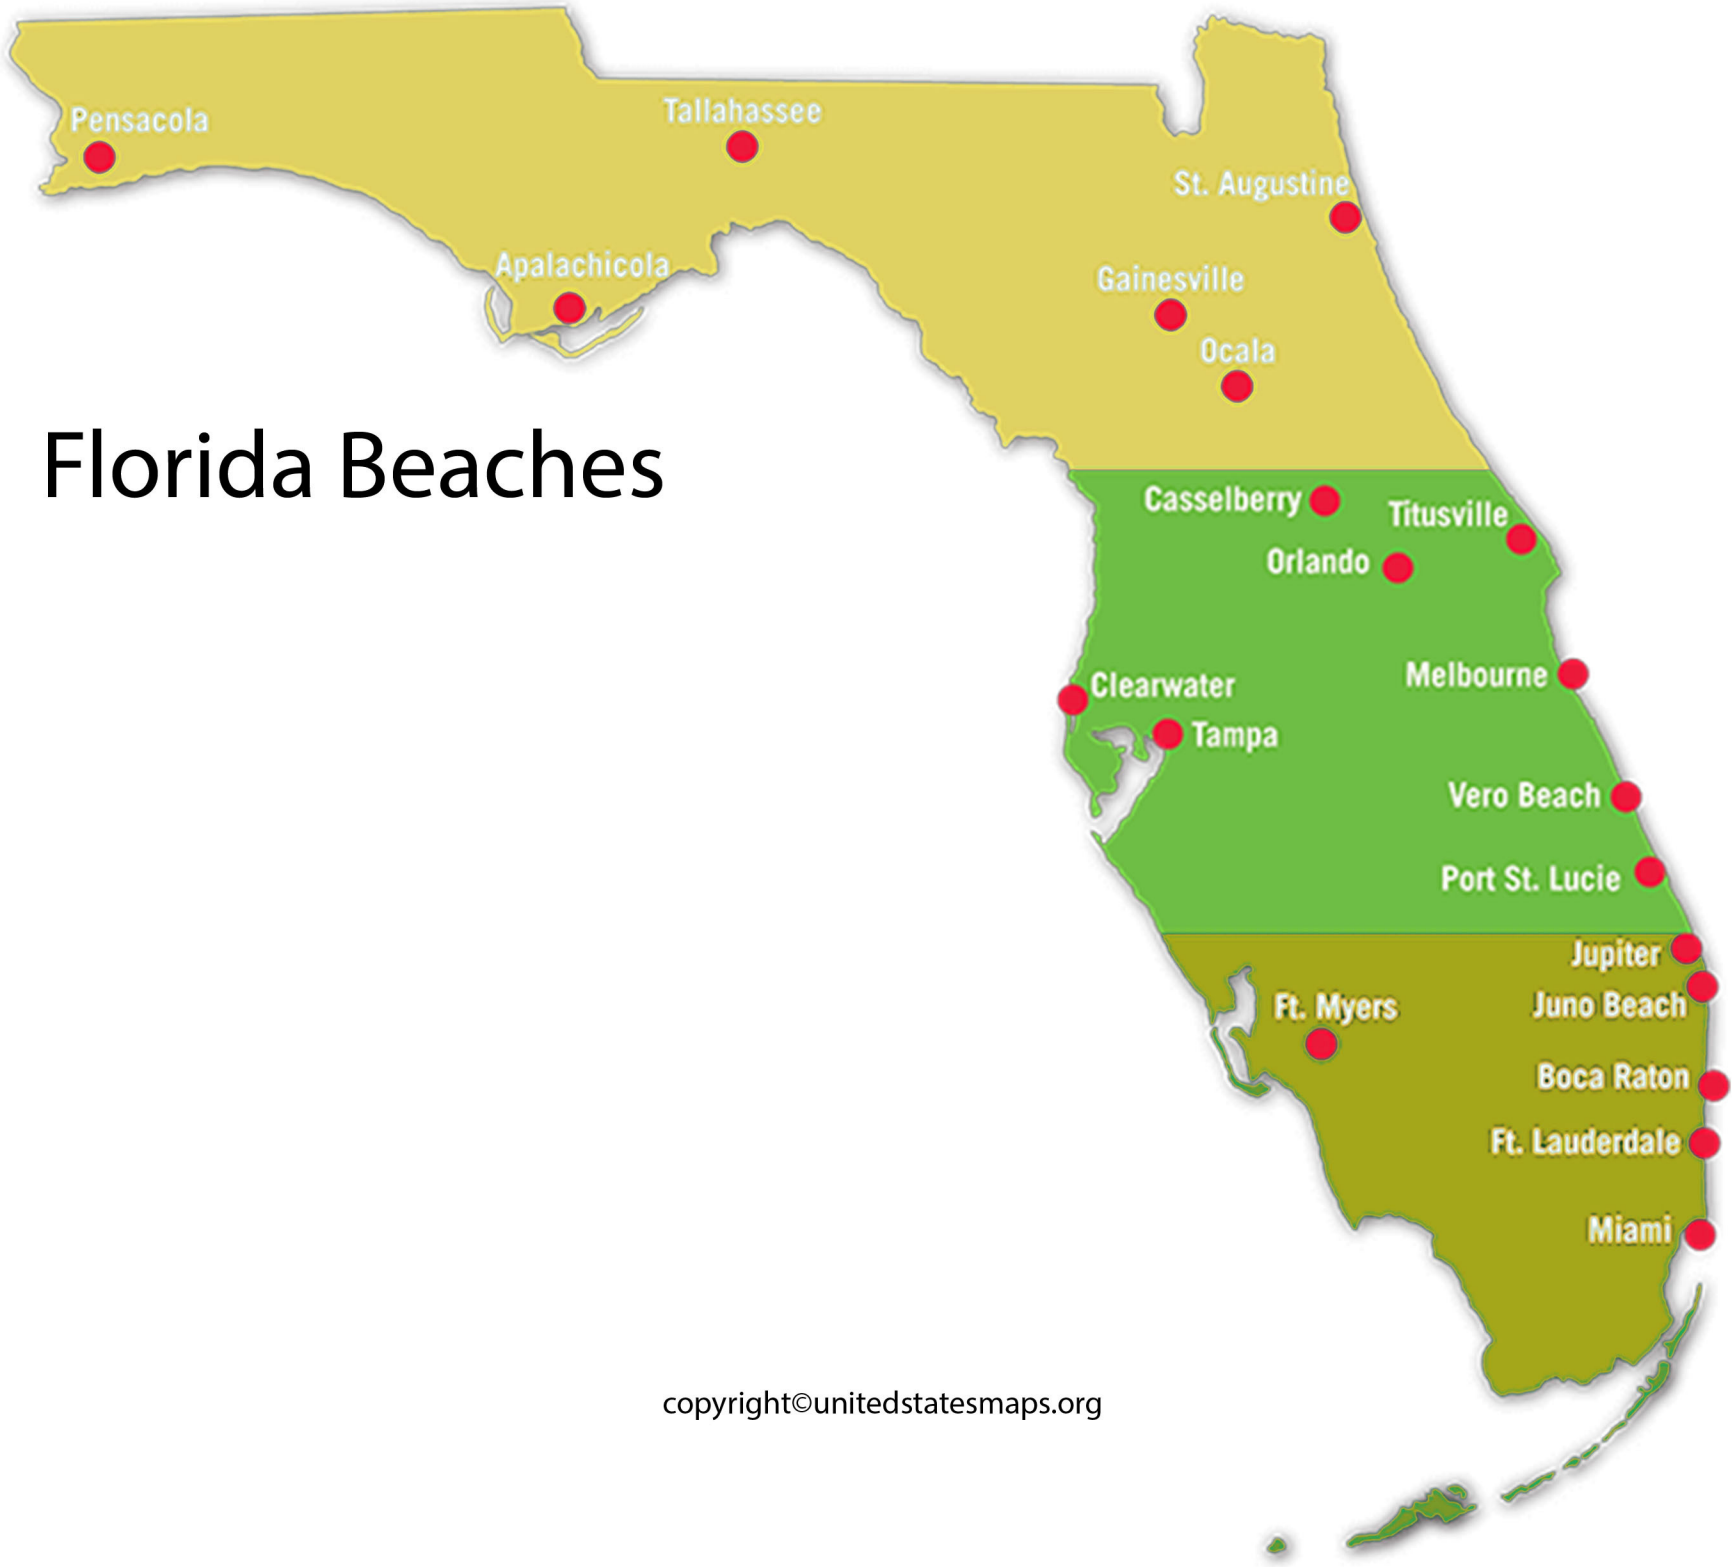 Pensacola
Tallahassee
St. Augustine
Apalachicola
Gainesville
Ocala
Florida Beaches
Casselberry
Titusville
Orlando
Clearwater
Melbourne
Tampa
Vero Beach
Port St. Lucie
Jupiter
Ft. Myers
Juno Beach
Boca Raton
Ft. Lauderdale
Miami
copyright©unitedstatesmaps.org